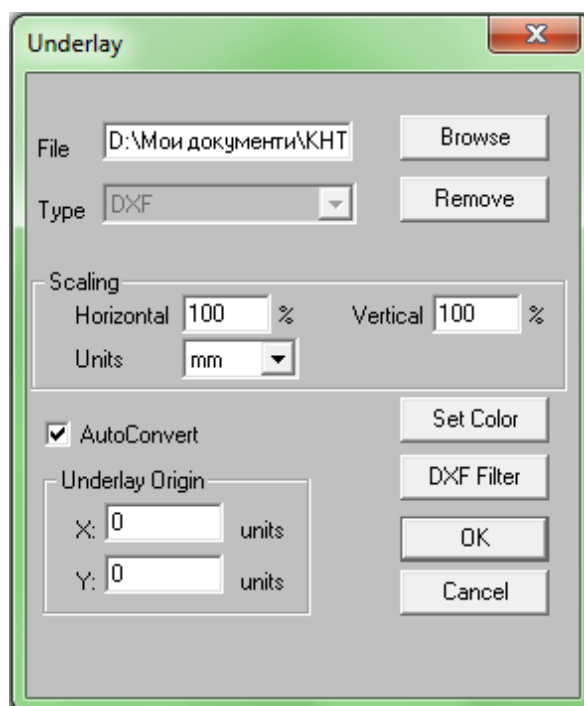 Underlay
File D:\Мои документи\КНТ Browse
Type DXF Remove
Scaling
Horizontal 100 % Vertical 100 %
Units mm
AutoConvert Set Color
Underlay Origin DXF Filter
X: 0 units OK
Y: 0 units Cancel